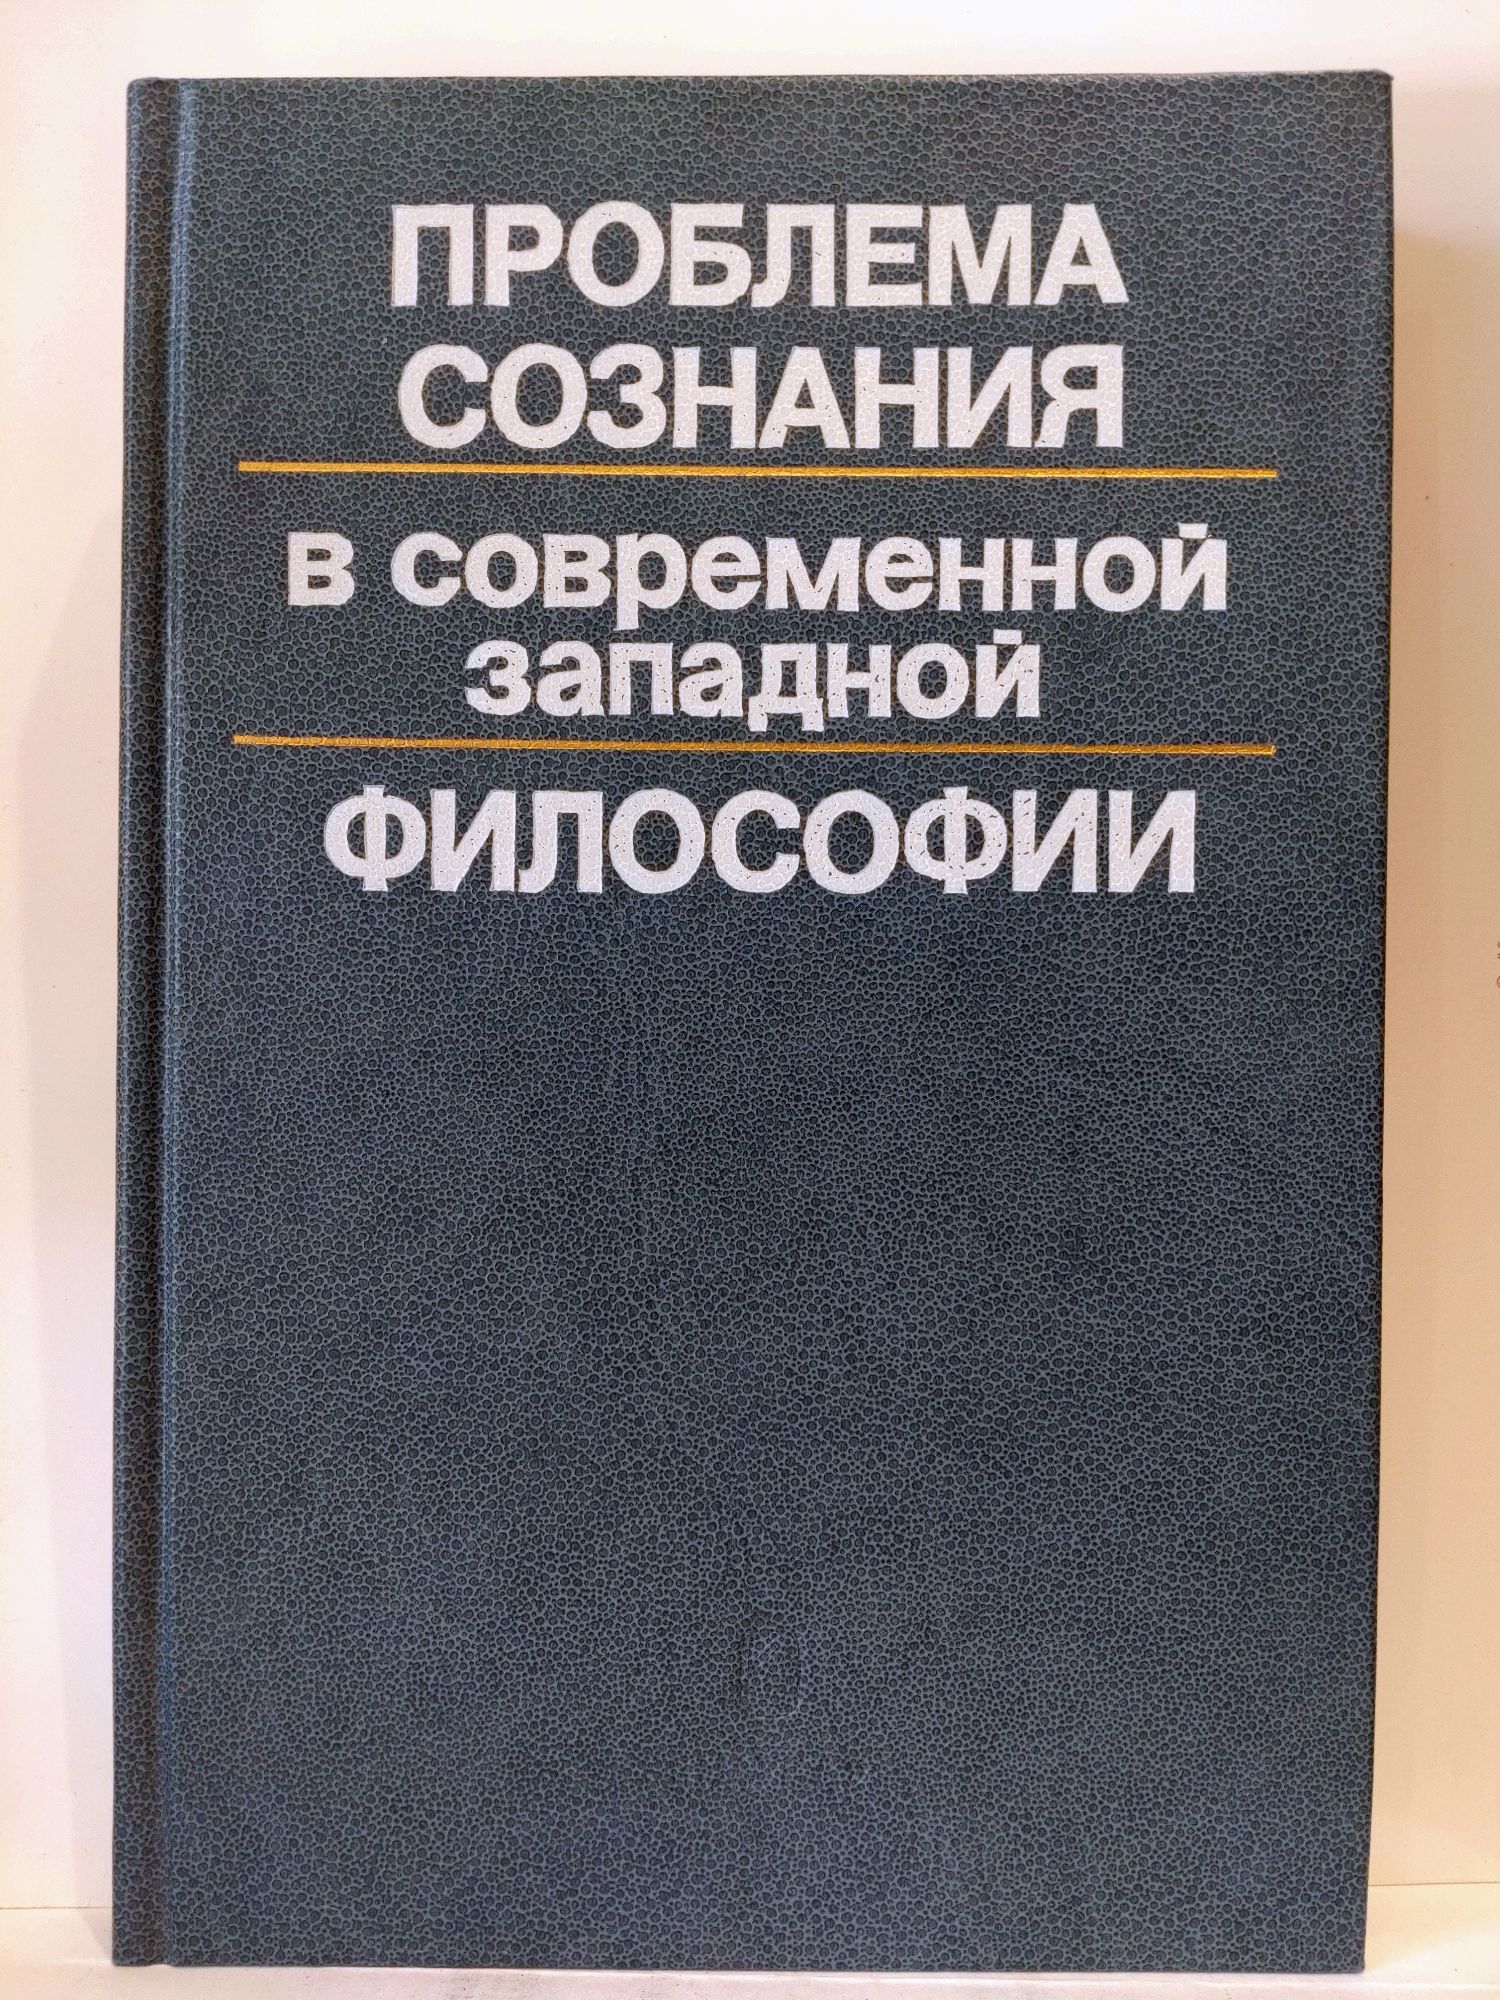 ПРОБЛЕМА
СОЗНАНИЯ
в современной
западной
ФИЛОСОФИИ